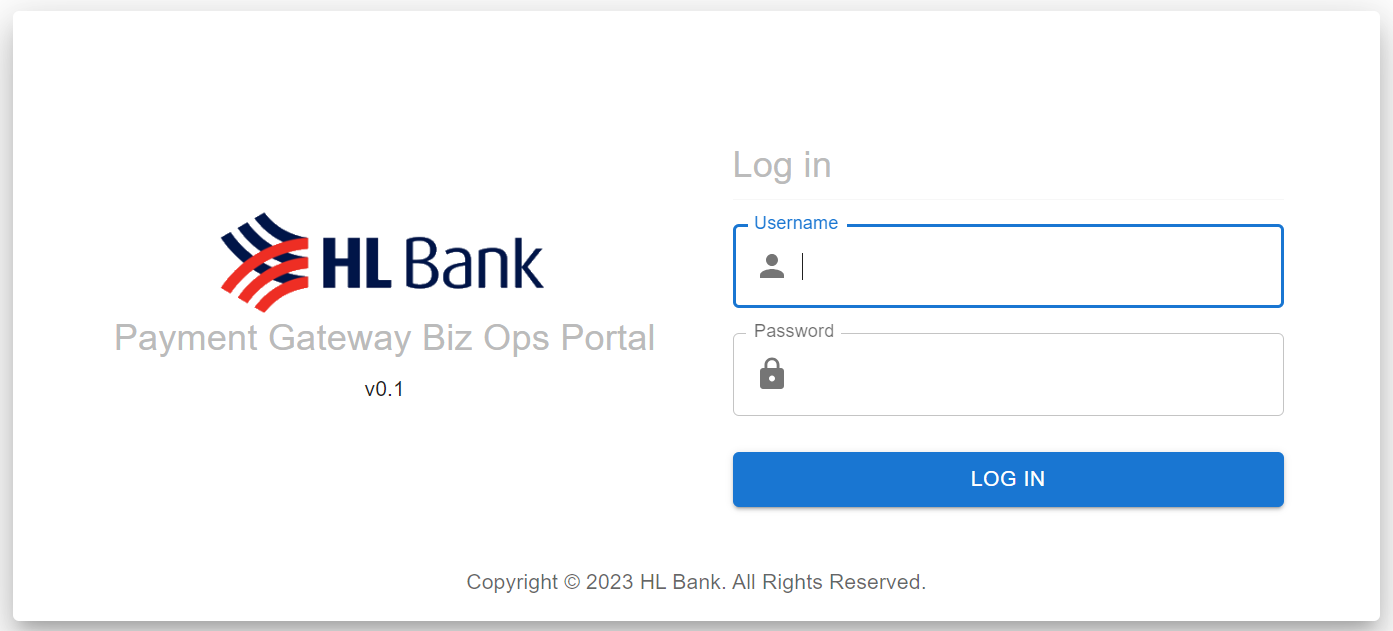 HL Bank
Payment Gateway Biz Ops Portal
v0.1
Log in
Username
Password
LOG IN
Copyright © 2023 HL Bank. All Rights Reserved.